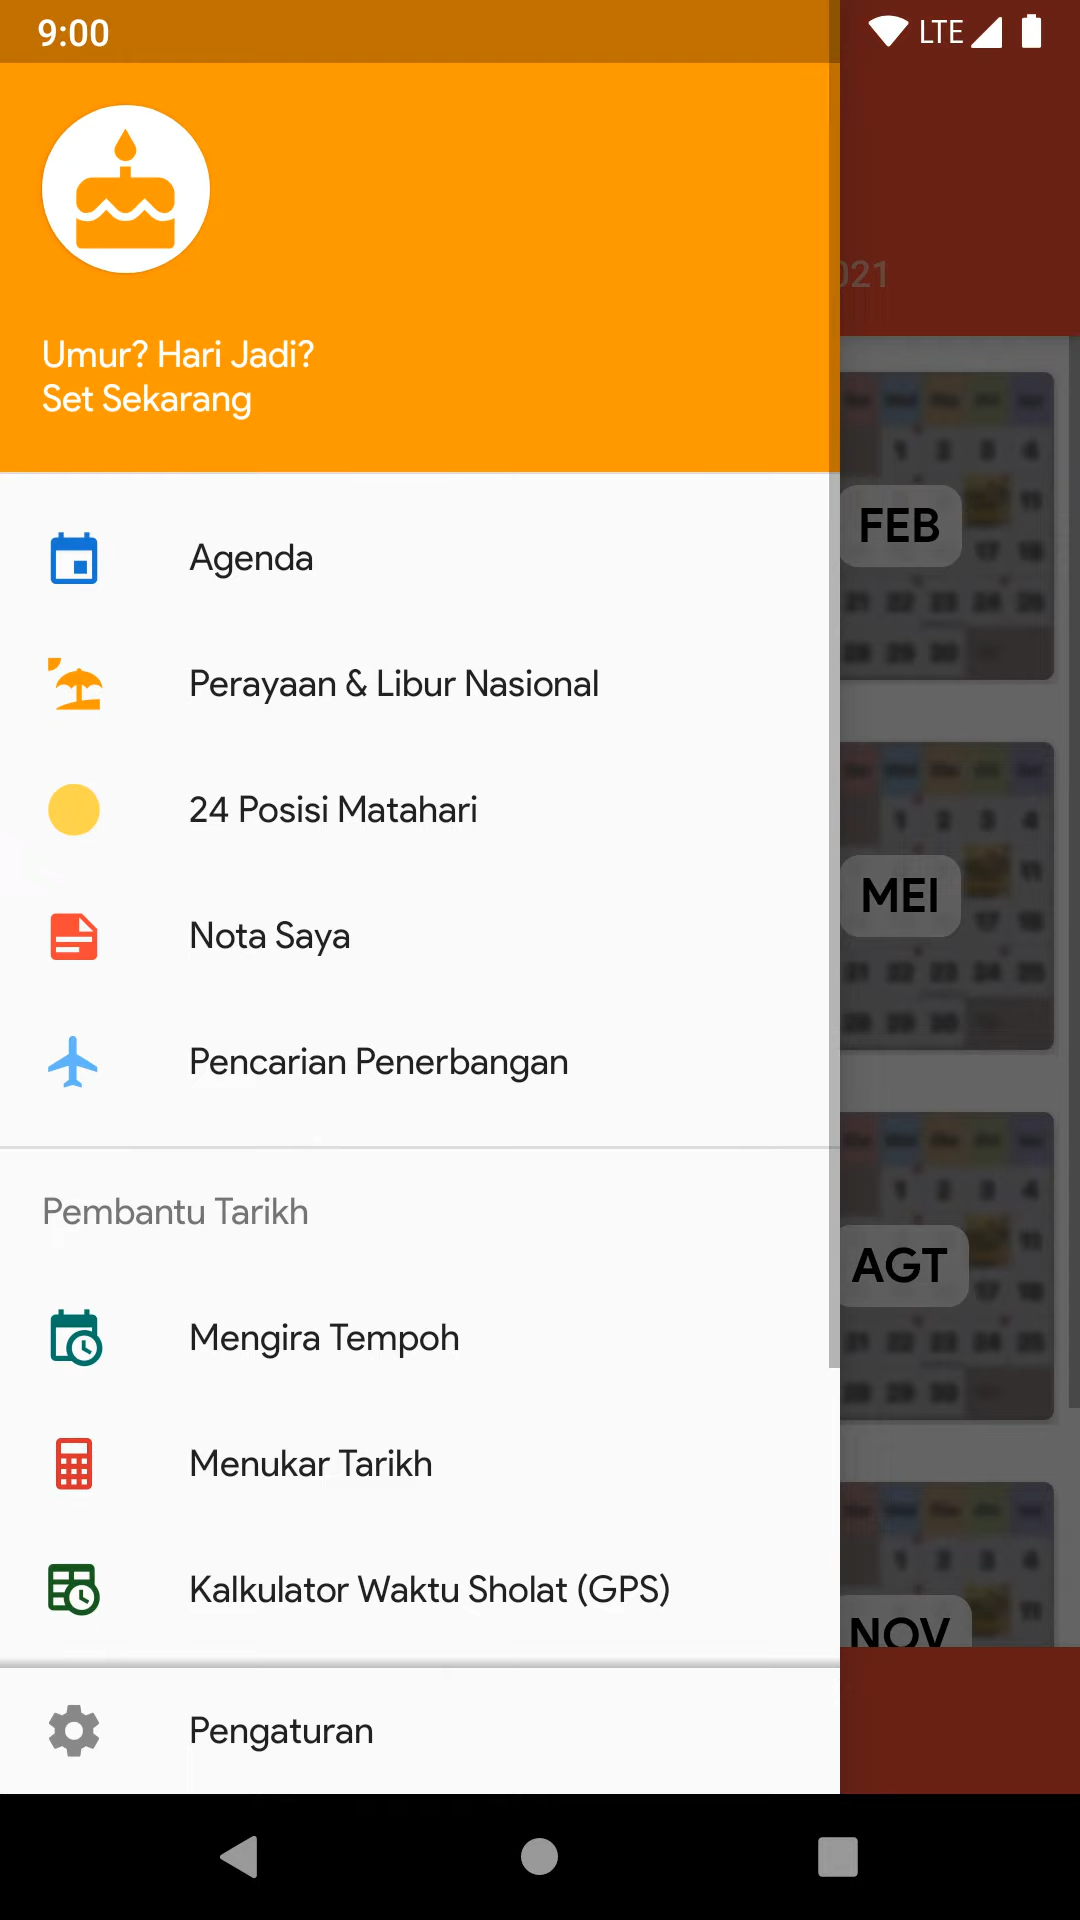 9:00
LTE
Umur? Hari Jadi?
Set Sekarang
Agenda
Perayaan & Libur Nasional
24 Posisi Matahari
Nota Saya
Pencarian Penerbangan
Pembantu Tarikh
Mengira Tempoh
Menukar Tarikh
Kalkulator Waktu Sholat (GPS)
Pengaturan
021
FEB
MEI
AGT
NOV